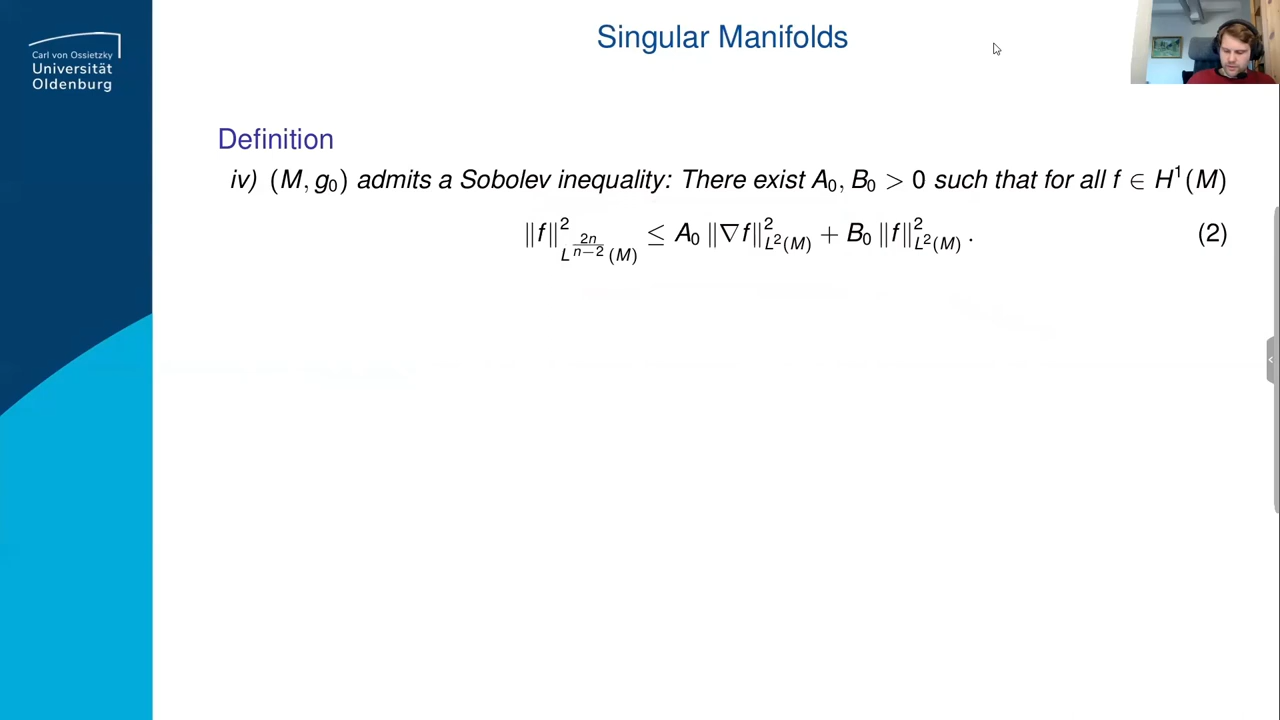 Singular Manifolds
Carl von Ossietzky
Universität
Oldenburg
Definition
iv) (M, g₀) admits a Sobolev inequality: There exist A₀, B₀ > 0 such that for all f ∈ H¹(M)
‖f‖²_{L^{\frac{2n}{n−2}}(M)} ≤ A₀ ‖∇f‖²_{L²(M)} + B₀ ‖f‖²_{L²(M)} . (2)